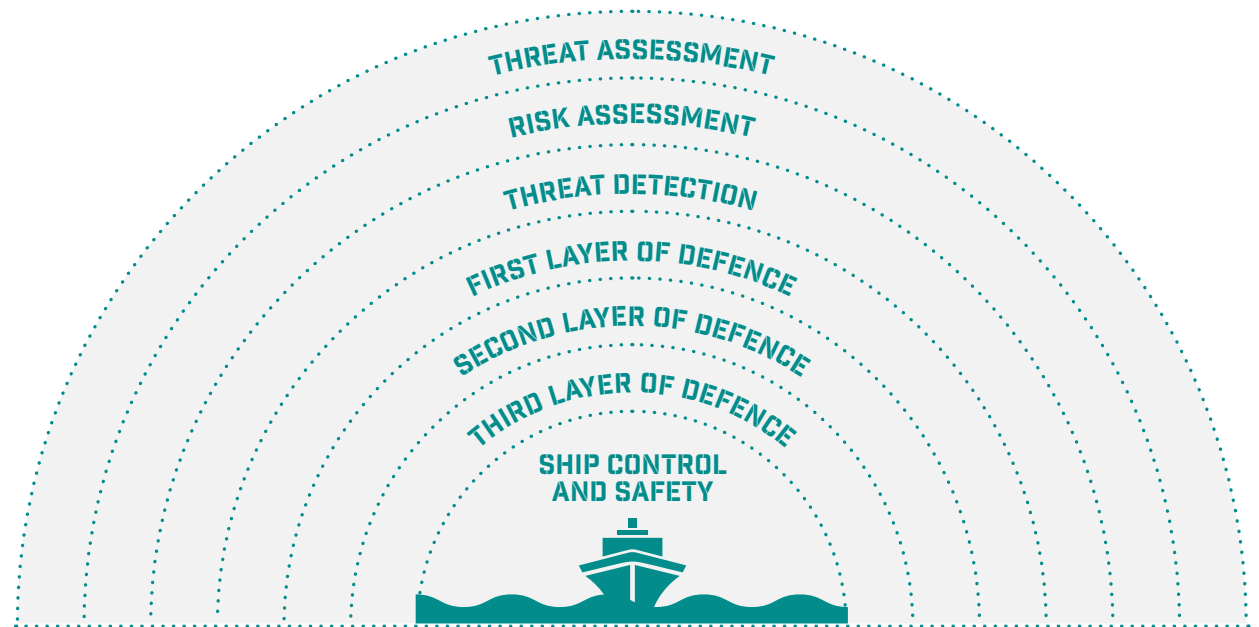 THREAT ASSESSMENT
RISK ASSESSMENT
THREAT DETECTION
FIRST LAYER OF DEFENCE
SECOND LAYER OF DEFENCE
THIRD LAYER OF DEFENCE
SHIP CONTROL
AND SAFETY